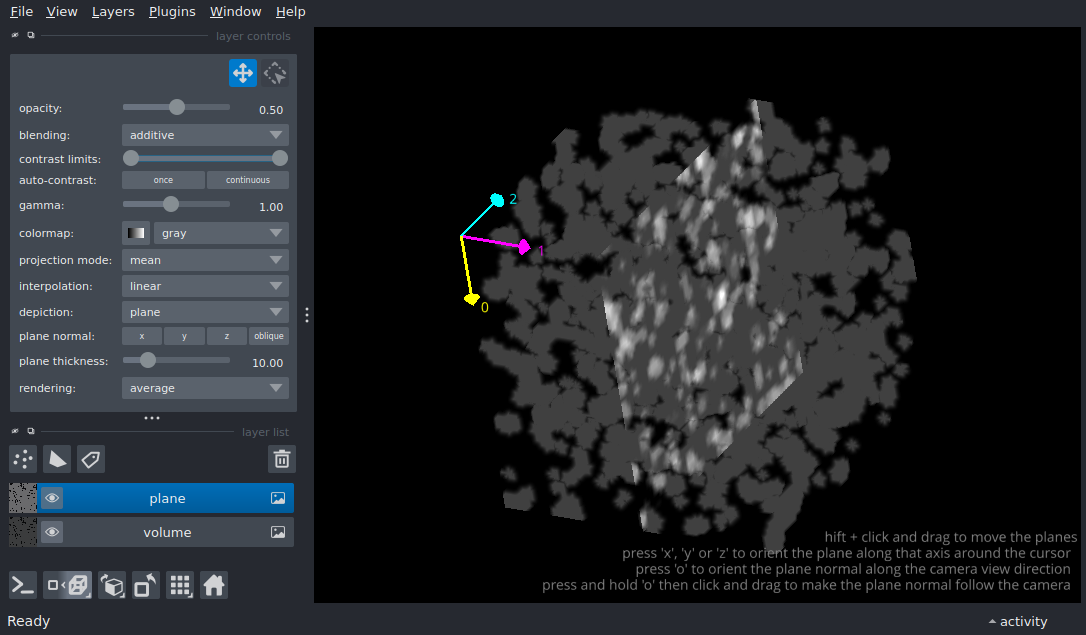 File View Layers Plugins Window Help
layer controls
opacity: 0.50
blending: additive
contrast limits:
auto-contrast: once continuous
gamma: 1.00
colormap: gray
projection mode: mean
interpolation: linear
depiction: plane
plane normal: x y z oblique
plane thickness: 10.00
rendering: average
layer list
plane
volume
2
1
0
hift + click and drag to move the planes
press 'x', 'y' or 'z' to orient the plane along that axis around the cursor
press 'o' to orient the plane normal along the camera view direction
press and hold 'o' then click and drag to make the plane normal follow the camera
Ready activity